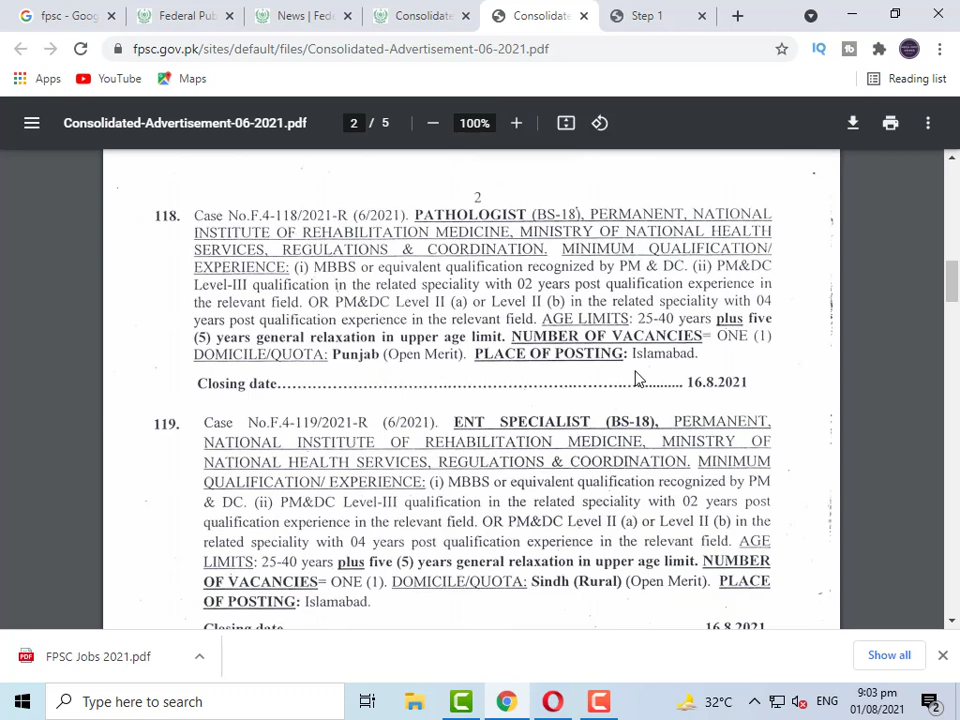 fpsc - Goog
Federal Pub
News | Fede
Consolidate
Consolidate
Step 1
fpsc.gov.pk/sites/default/files/Consolidated-Advertisement-06-2021.pdf
IQ
Apps
YouTube
Maps
Reading list
Consolidated-Advertisement-06-2021.pdf
2 / 5
100%
2
118. Case No.F.4-118/2021-R (6/2021). PATHOLOGIST (BS-18), PERMANENT, NATIONAL
INSTITUTE OF REHABILITATION MEDICINE, MINISTRY OF NATIONAL HEALTH
SERVICES, REGULATIONS & COORDINATION. MINIMUM QUALIFICATION/
EXPERIENCE: (i) MBBS or equivalent qualification recognized by PM & DC. (ii) PM&DC
Level-III qualification in the related speciality with 02 years post qualification experience in
the relevant field. OR PM&DC Level II (a) or Level II (b) in the related speciality with 04
years post qualification experience in the relevant field. AGE LIMITS: 25-40 years plus five
(5) years general relaxation in upper age limit. NUMBER OF VACANCIES= ONE (1)
DOMICILE/QUOTA: Punjab (Open Merit). PLACE OF POSTING: Islamabad.
Closing date……………………………………………………………… 16.8.2021
119. Case No.F.4-119/2021-R (6/2021). ENT SPECIALIST (BS-18), PERMANENT,
NATIONAL INSTITUTE OF REHABILITATION MEDICINE, MINISTRY OF
NATIONAL HEALTH SERVICES, REGULATIONS & COORDINATION. MINIMUM
QUALIFICATION/ EXPERIENCE: (i) MBBS or equivalent qualification recognized by PM
& DC. (ii) PM&DC Level-III qualification in the related speciality with 02 years post
qualification experience in the relevant field. OR PM&DC Level II (a) or Level II (b) in the
related speciality with 04 years post qualification experience in the relevant field. AGE
LIMITS: 25-40 years plus five (5) years general relaxation in upper age limit. NUMBER
OF VACANCIES= ONE (1). DOMICILE/QUOTA: Sindh (Rural) (Open Merit). PLACE
OF POSTING: Islamabad.
Closing date 16.8.2021
FPSC Jobs 2021.pdf
Show all
Type here to search
32°C
ENG
9:03 pm
01/08/2021
2